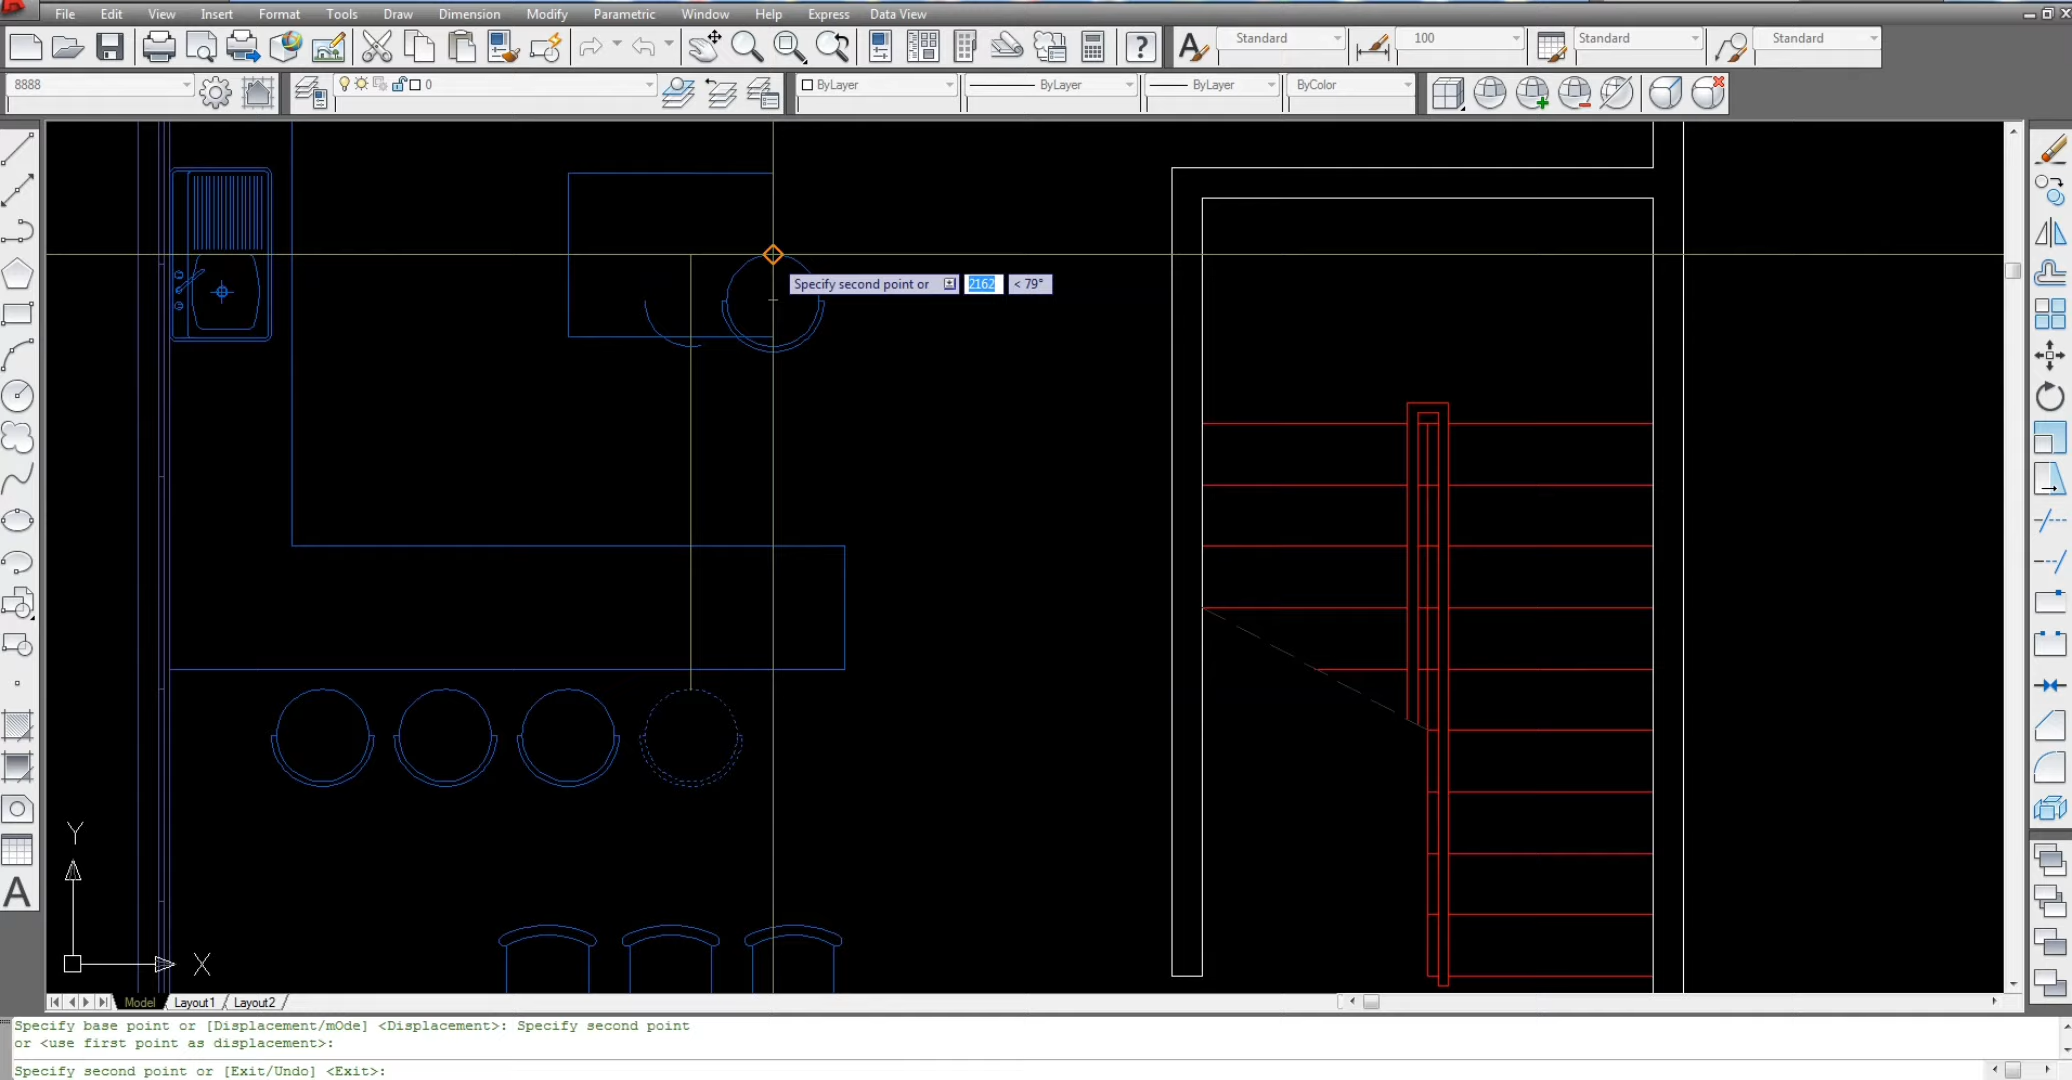 File Edit View Insert Format Tools Draw Dimension Modify Parametric Window Help Express Data View
Standard 100 Standard Standard
8888 0 ByLayer ByLayer ByLayer ByColor
Specify second point or 2162 < 79°
A
Y
X
Model Layout1 Layout2
Specify base point or [Displacement/mOde] <Displacement>: Specify second point
or <use first point as displacement>:
Specify second point or [Exit/Undo] <Exit>: